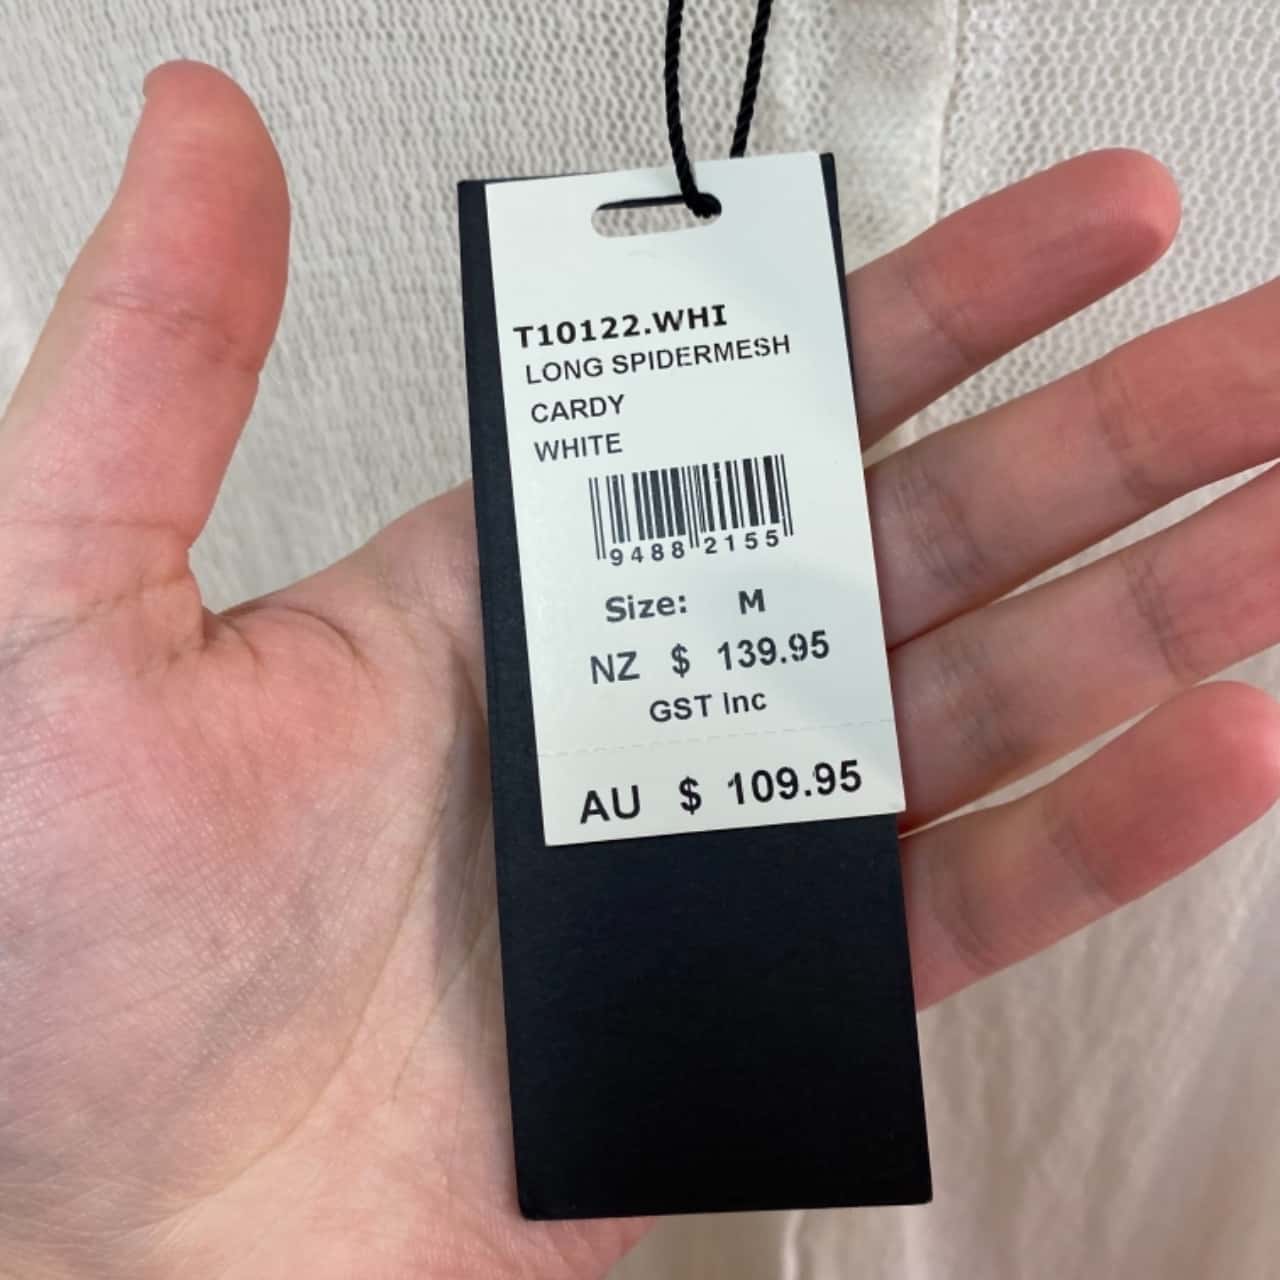 T10122.WHI
LONG SPIDERMESH
CARDY
WHITE
9488 2155
Size: M
NZ $ 139.95
GST Inc
AU $ 109.95